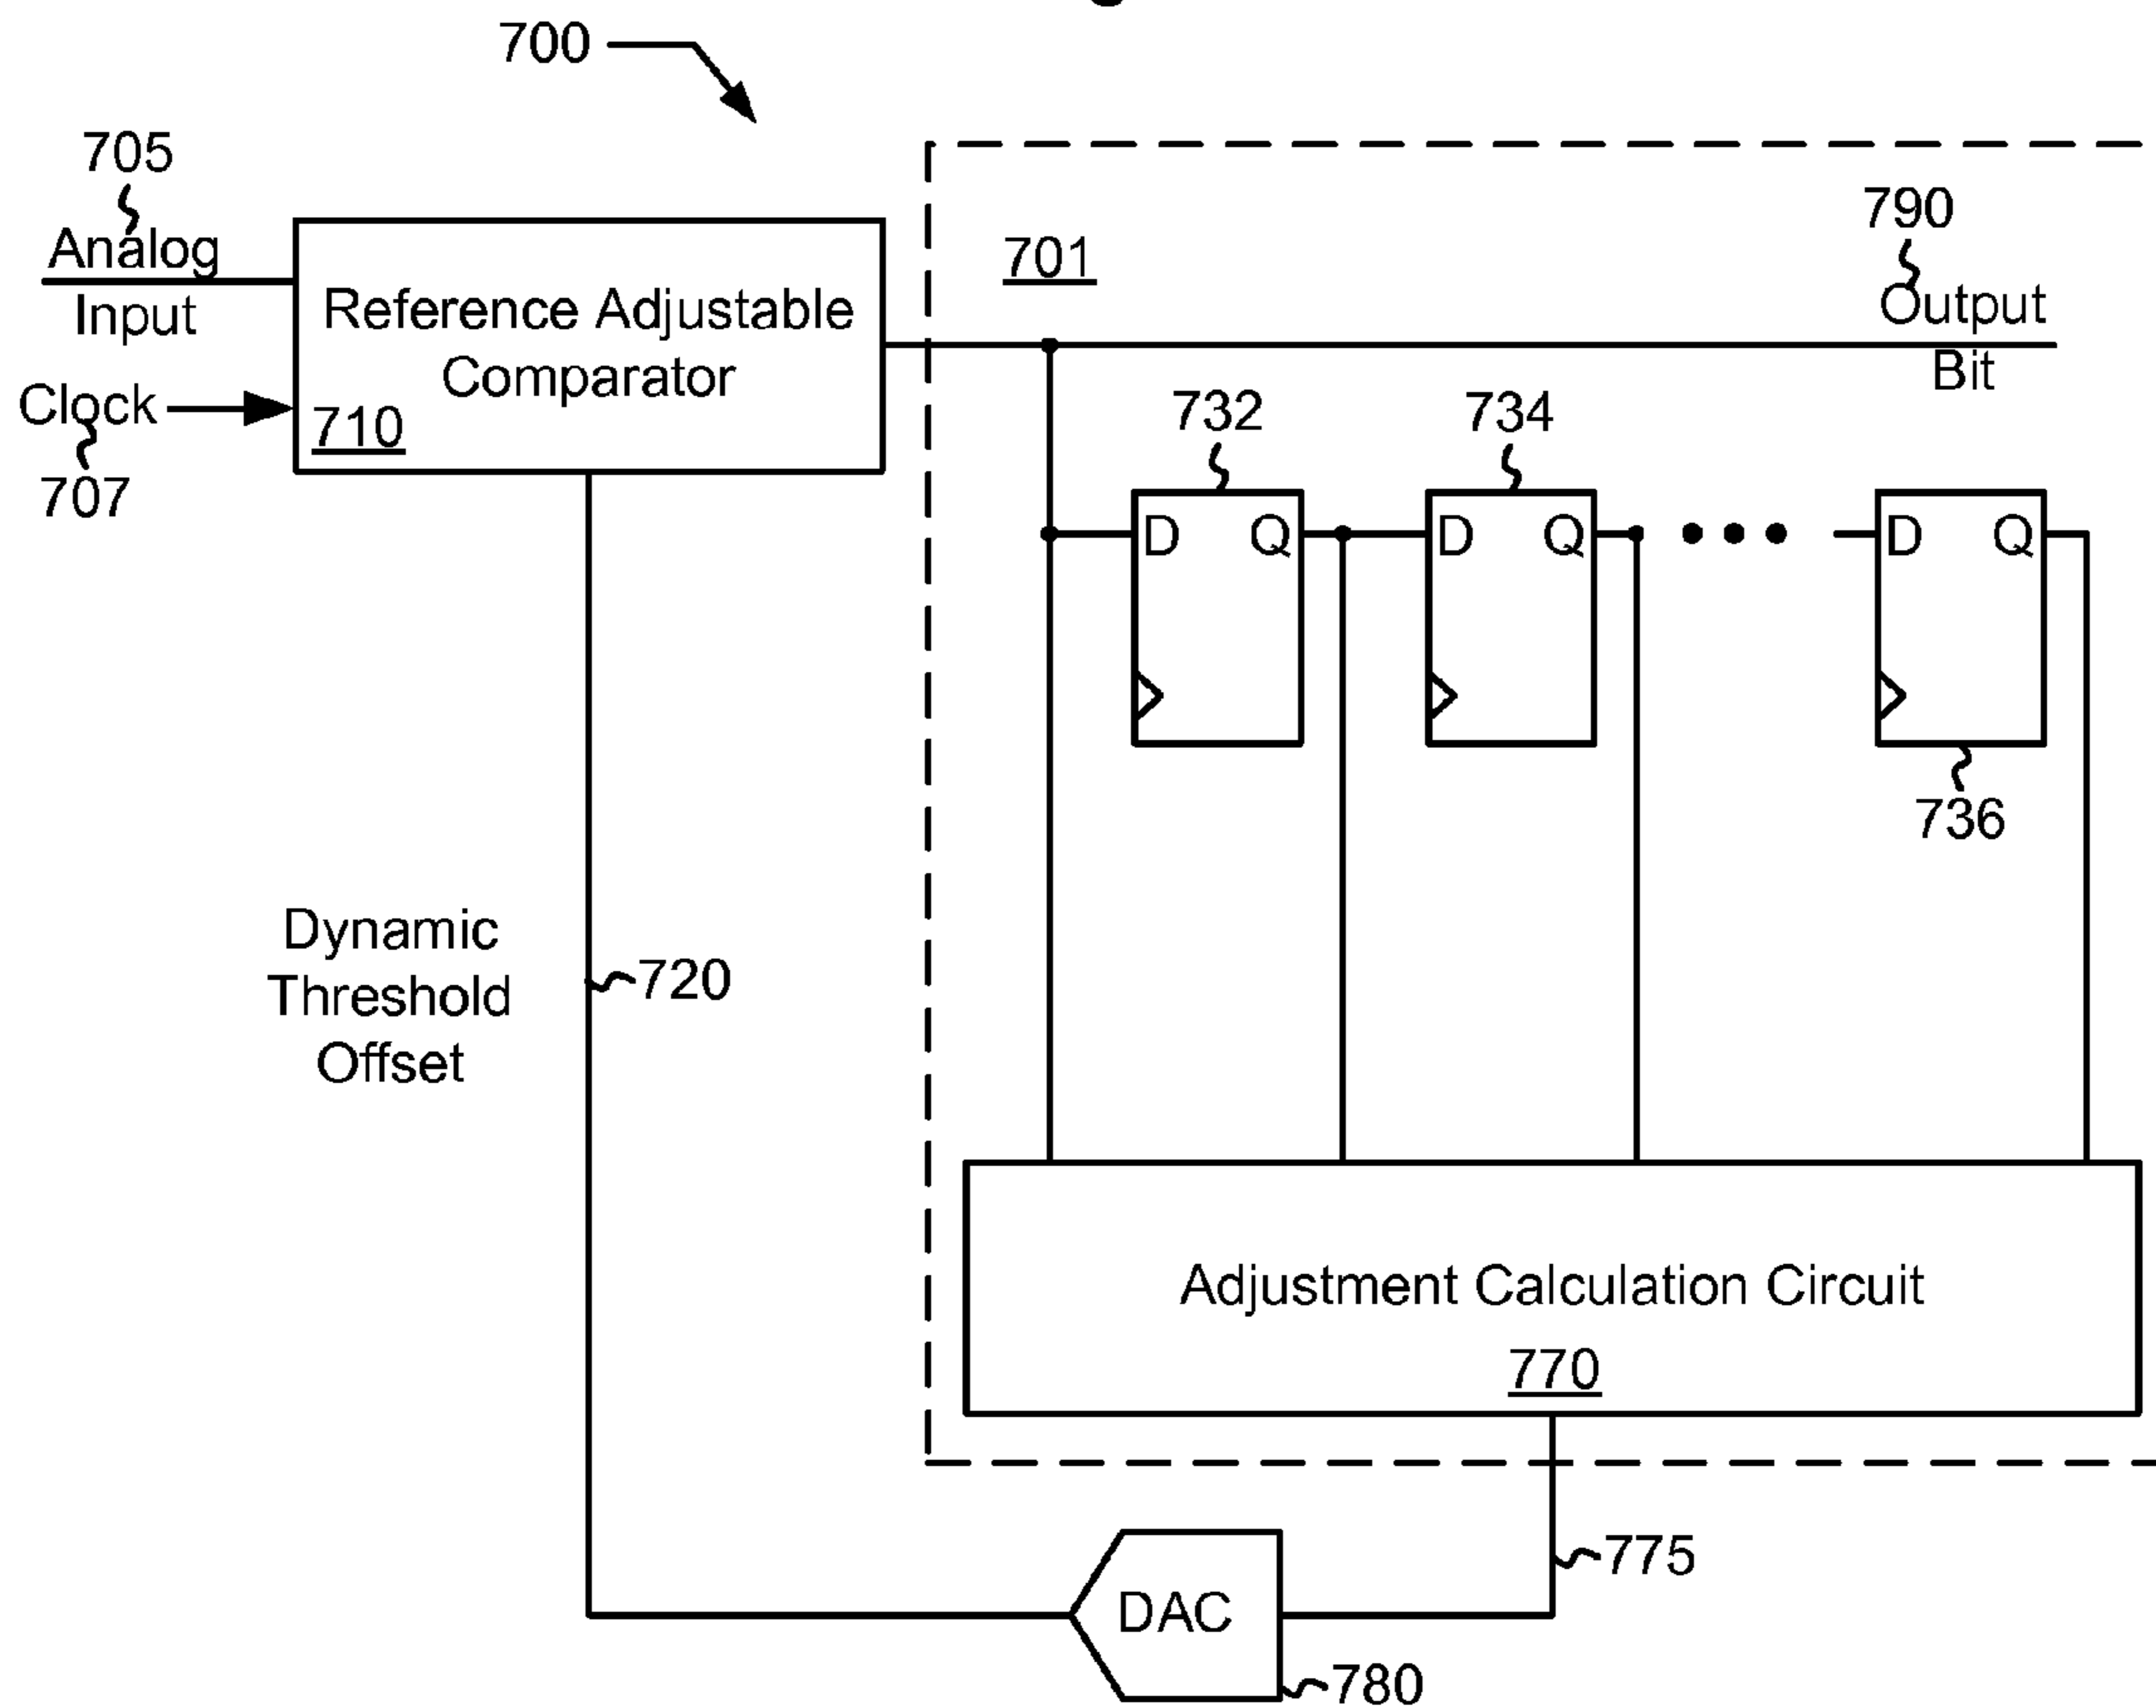 700
705
Analog
Input
Clock
707
Reference Adjustable
Comparator
710
701
790
Output
Bit
732
734
D Q
D Q
D Q
736
Dynamic
Threshold
Offset
720
Adjustment Calculation Circuit
770
775
DAC
780